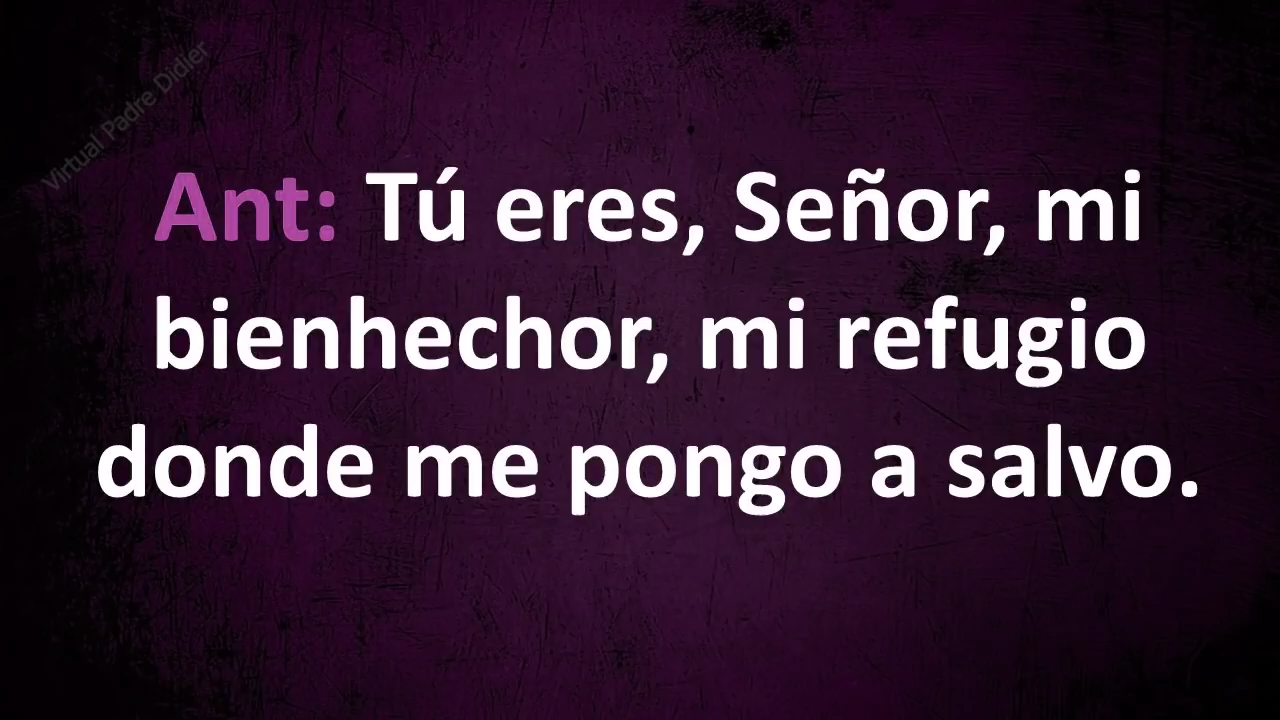 Virtual Padre Didier
Ant: Tú eres, Señor, mi
bienhechor, mi refugio
donde me pongo a salvo.